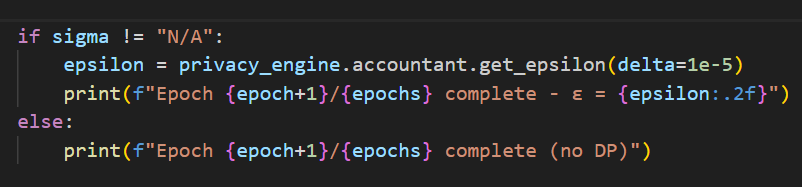 if sigma != "N/A":
    epsilon = privacy_engine.accountant.get_epsilon(delta=1e-5)
    print(f"Epoch {epoch+1}/{epochs} complete - ε = {epsilon:.2f}")
else:
    print(f"Epoch {epoch+1}/{epochs} complete (no DP)")